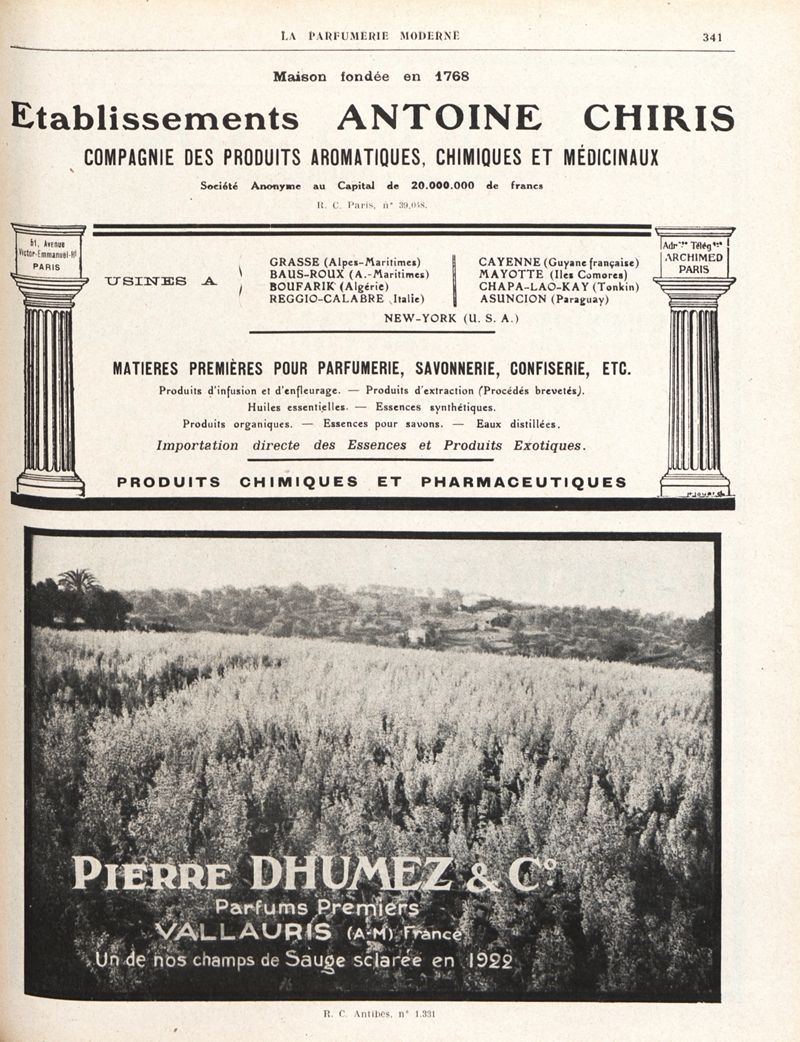 LA PARFUMERIE MODERNE 341
Maison fondée en 1768
Etablissements ANTOINE CHIRIS
COMPAGNIE DES PRODUITS AROMATIQUES, CHIMIQUES ET MÉDICINAUX
Société Anonyme au Capital de 20.000.000 de francs
R. C. Paris, n° 39,058.
51, Avenue
Victor-Emmanuel-III
PARIS
Adr.sse Télégque
ARCHIMED
PARIS
USINES A
GRASSE (Alpes-Maritimes)
BAUS-ROUX (A.-Maritimes)
BOUFARIK (Algérie)
REGGIO-CALABRE (Italie)
CAYENNE (Guyane française)
MAYOTTE (Iles Comores)
CHAPA-LAO-KAY (Tonkin)
ASUNCION (Paraguay)
NEW-YORK (U. S. A.)
MATIERES PREMIÈRES POUR PARFUMERIE, SAVONNERIE, CONFISERIE, ETC.
Produits d'infusion et d'enfleurage. — Produits d'extraction (Procédés brevetés).
Huiles essentielles. — Essences synthétiques.
Produits organiques. — Essences pour savons. — Eaux distillées.
Importation directe des Essences et Produits Exotiques.
PRODUITS CHIMIQUES ET PHARMACEUTIQUES
PIERRE DHUMEZ & Co.
Parfums Premiers
VALLAURIS (A-M) France
Un de nos champs de Sauge sclarée en 1922
R. C. Antibes, n° 1.331